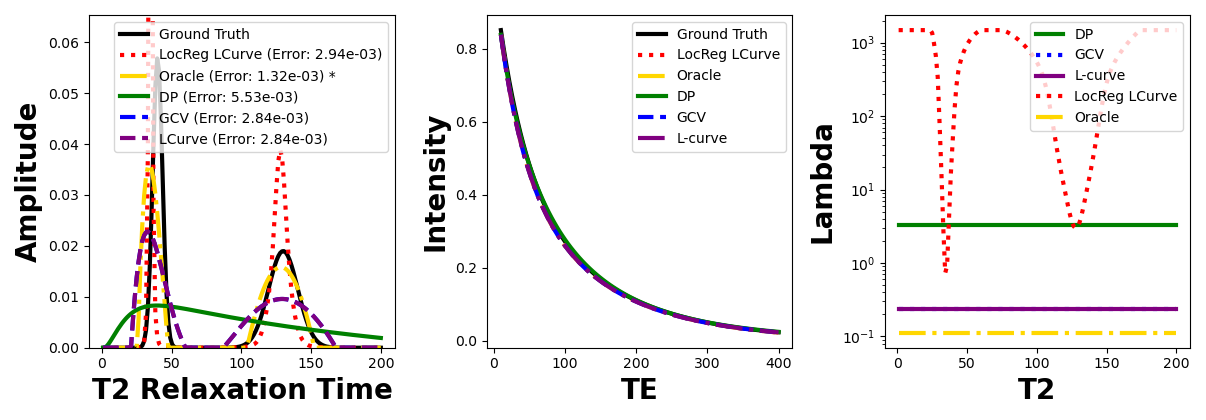 0.06
0.05
0.04
0.03
0.02
0.01
0.00
0
50
100
150
200
Amplitude
T2 Relaxation Time
Ground Truth
LocReg LCurve (Error: 2.94e-03)
Oracle (Error: 1.32e-03) *
DP (Error: 5.53e-03)
GCV (Error: 2.84e-03)
LCurve (Error: 2.84e-03)
0.8
0.6
0.4
0.2
0.0
0
100
200
300
400
Intensity
TE
Ground Truth
LocReg LCurve
Oracle
DP
GCV
L-curve
10³
10²
10¹
10⁰
10⁻¹
0
50
100
150
200
Lambda
T2
DP
GCV
L-curve
LocReg LCurve
Oracle